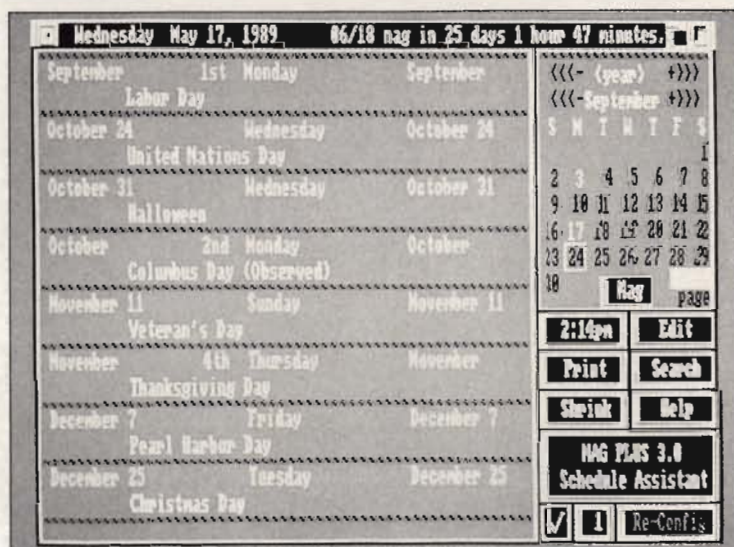 Wednesday May 17, 1989 06/18 nag in 25 days 1 hour 47 minutes.
September 1st Monday September
Labor Day
October 24 Wednesday October 24
United Nations Day
October 31 Wednesday October 31
Halloween
October 2nd Monday October
Columbus Day (Observed)
November 11 Sunday November 11
Veteran's Day
November 4th Thursday November
Thanksgiving Day
December 7 Friday December 7
Pearl Harbor Day
December 25 Tuesday December 25
Christmas Day
<<<- (year) +>>>
<<<-September +>>>
S M T W T F S
1
2 3 4 5 6 7 8
9 10 11 12 13 14 15
16 17 18 19 20 21 22
23 24 25 26 27 28 29
30 Nag page
2:14pm Edit
Print Search
Shrink Help
NAG PLUS 3.0
Schedule Assistant
1 Re-Config